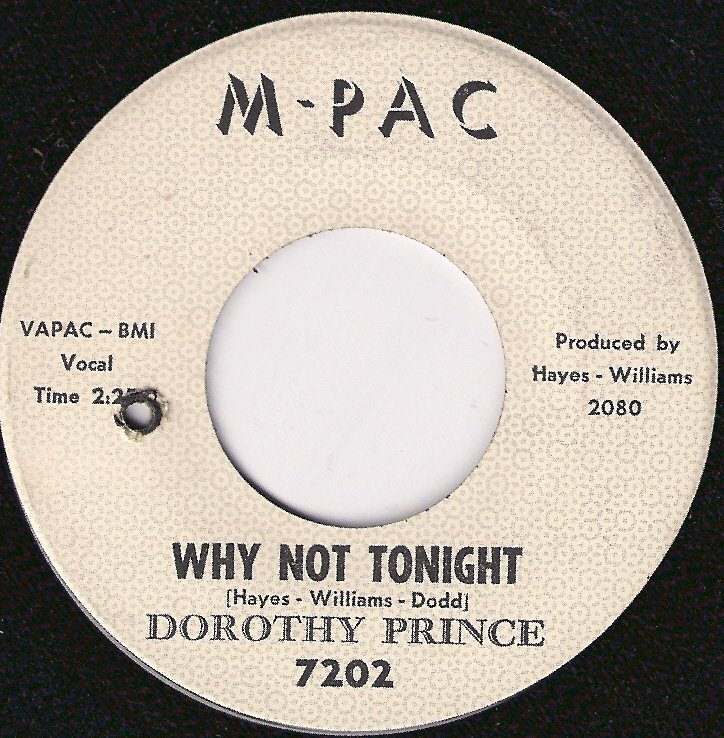 M-PAC
VAPAC - BMI
Vocal
Time
Produced by
Hayes - Williams
2080
WHY NOT TONIGHT
(Hayes - Williams - Dodd)
DOROTHY PRINCE
7202